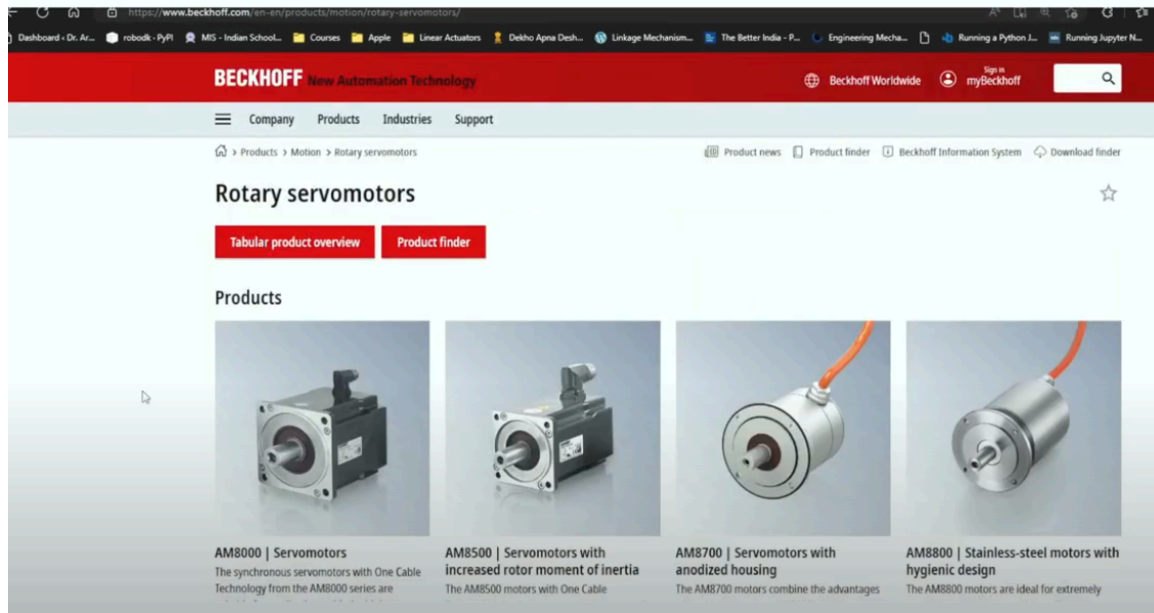 https://www.beckhoff.com/en-en/products/motion/rotary-servomotors/
Dashboard ‹ Dr. Ar... robodk · PyPI MIS - Indian School... Courses Apple Linear Actuators Dekho Apna Desh... Linkage Mechanism... The Better India - P... Engineering Mecha... Running a Python J... Running Jupyter N...
BECKHOFF New Automation Technology
Beckhoff Worldwide
Sign in
myBeckhoff
Company Products Industries Support
> Products > Motion > Rotary servomotors
Product news Product finder Beckhoff Information System Download finder
Rotary servomotors
Tabular product overview Product finder
Products
AM8000 | Servomotors
The synchronous servomotors with One Cable
Technology from the AM8000 series are
AM8500 | Servomotors with
increased rotor moment of inertia
The AM8500 motors with One Cable
AM8700 | Servomotors with
anodized housing
The AM8700 motors combine the advantages
AM8800 | Stainless-steel motors with
hygienic design
The AM8800 motors are ideal for extremely